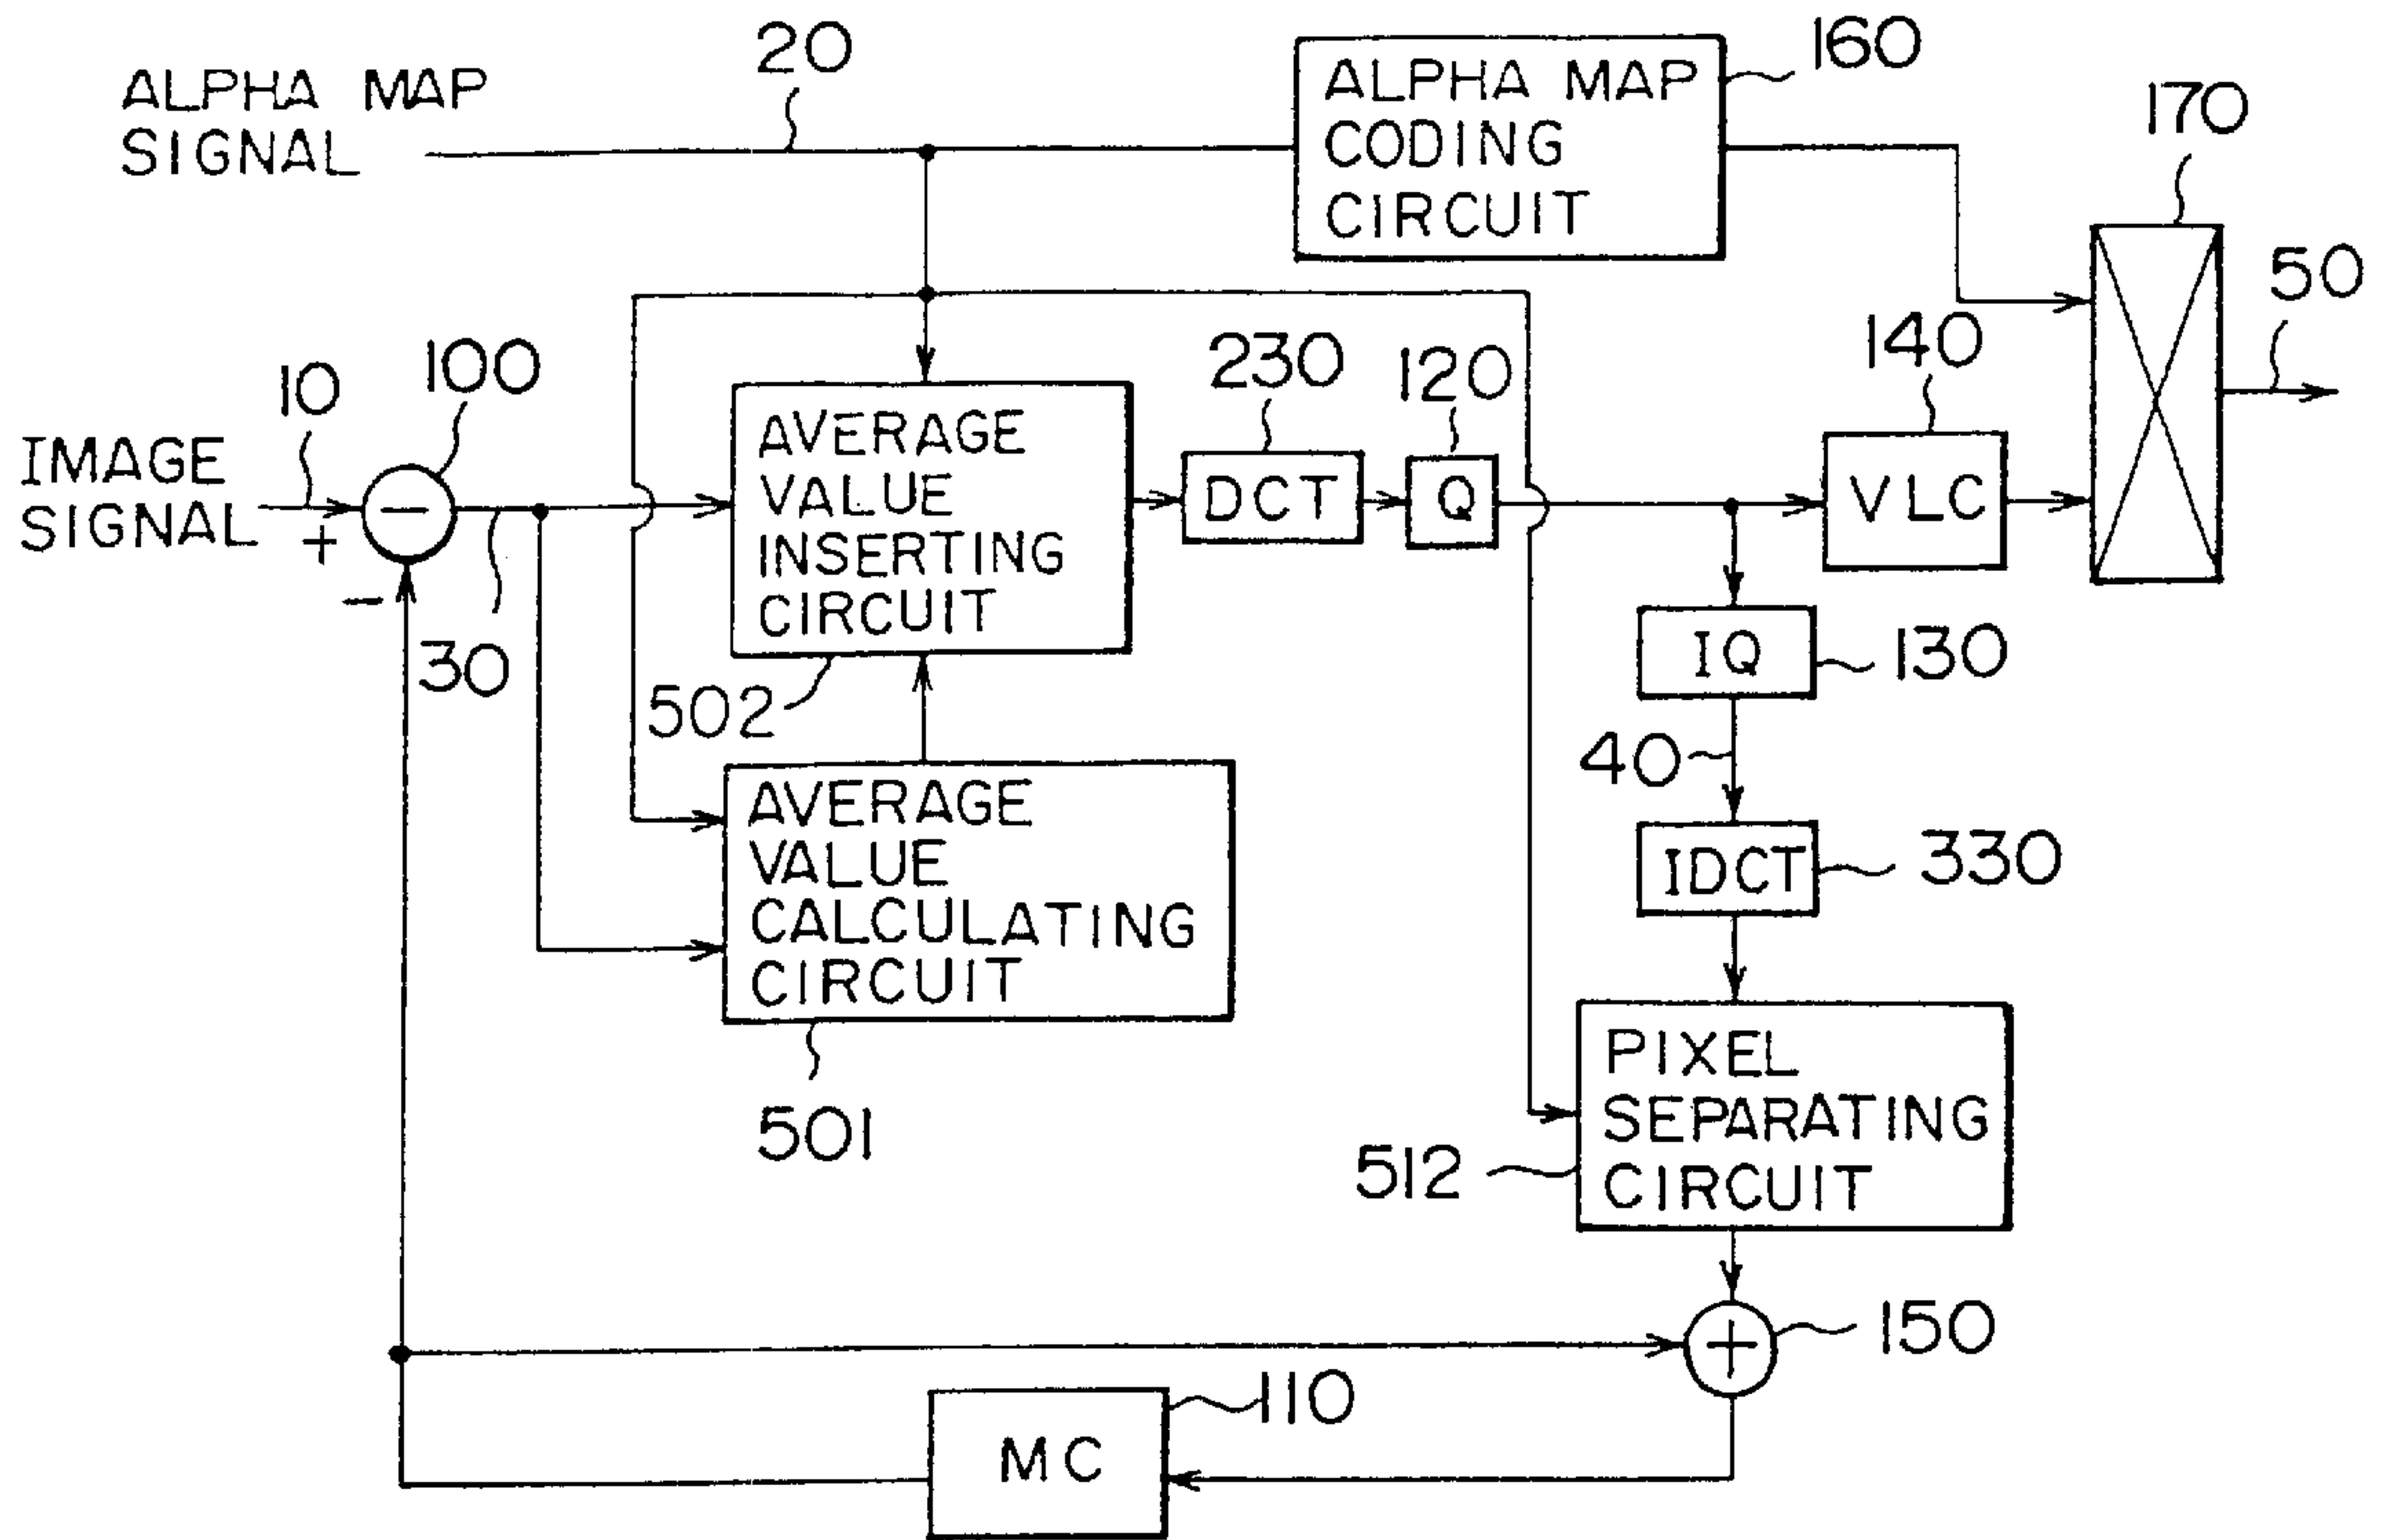 20
160
ALPHA MAP
SIGNAL
ALPHA MAP
CODING
CIRCUIT
170
50
10
100
230
120
140
IMAGE
SIGNAL
+
−
−
AVERAGE
VALUE
INSERTING
CIRCUIT
DCT
Q
VLC
30
502
IQ
130
40
AVERAGE
VALUE
CALCULATING
CIRCUIT
IDCT
330
501
PIXEL
SEPARATING
CIRCUIT
512
+
150
110
MC